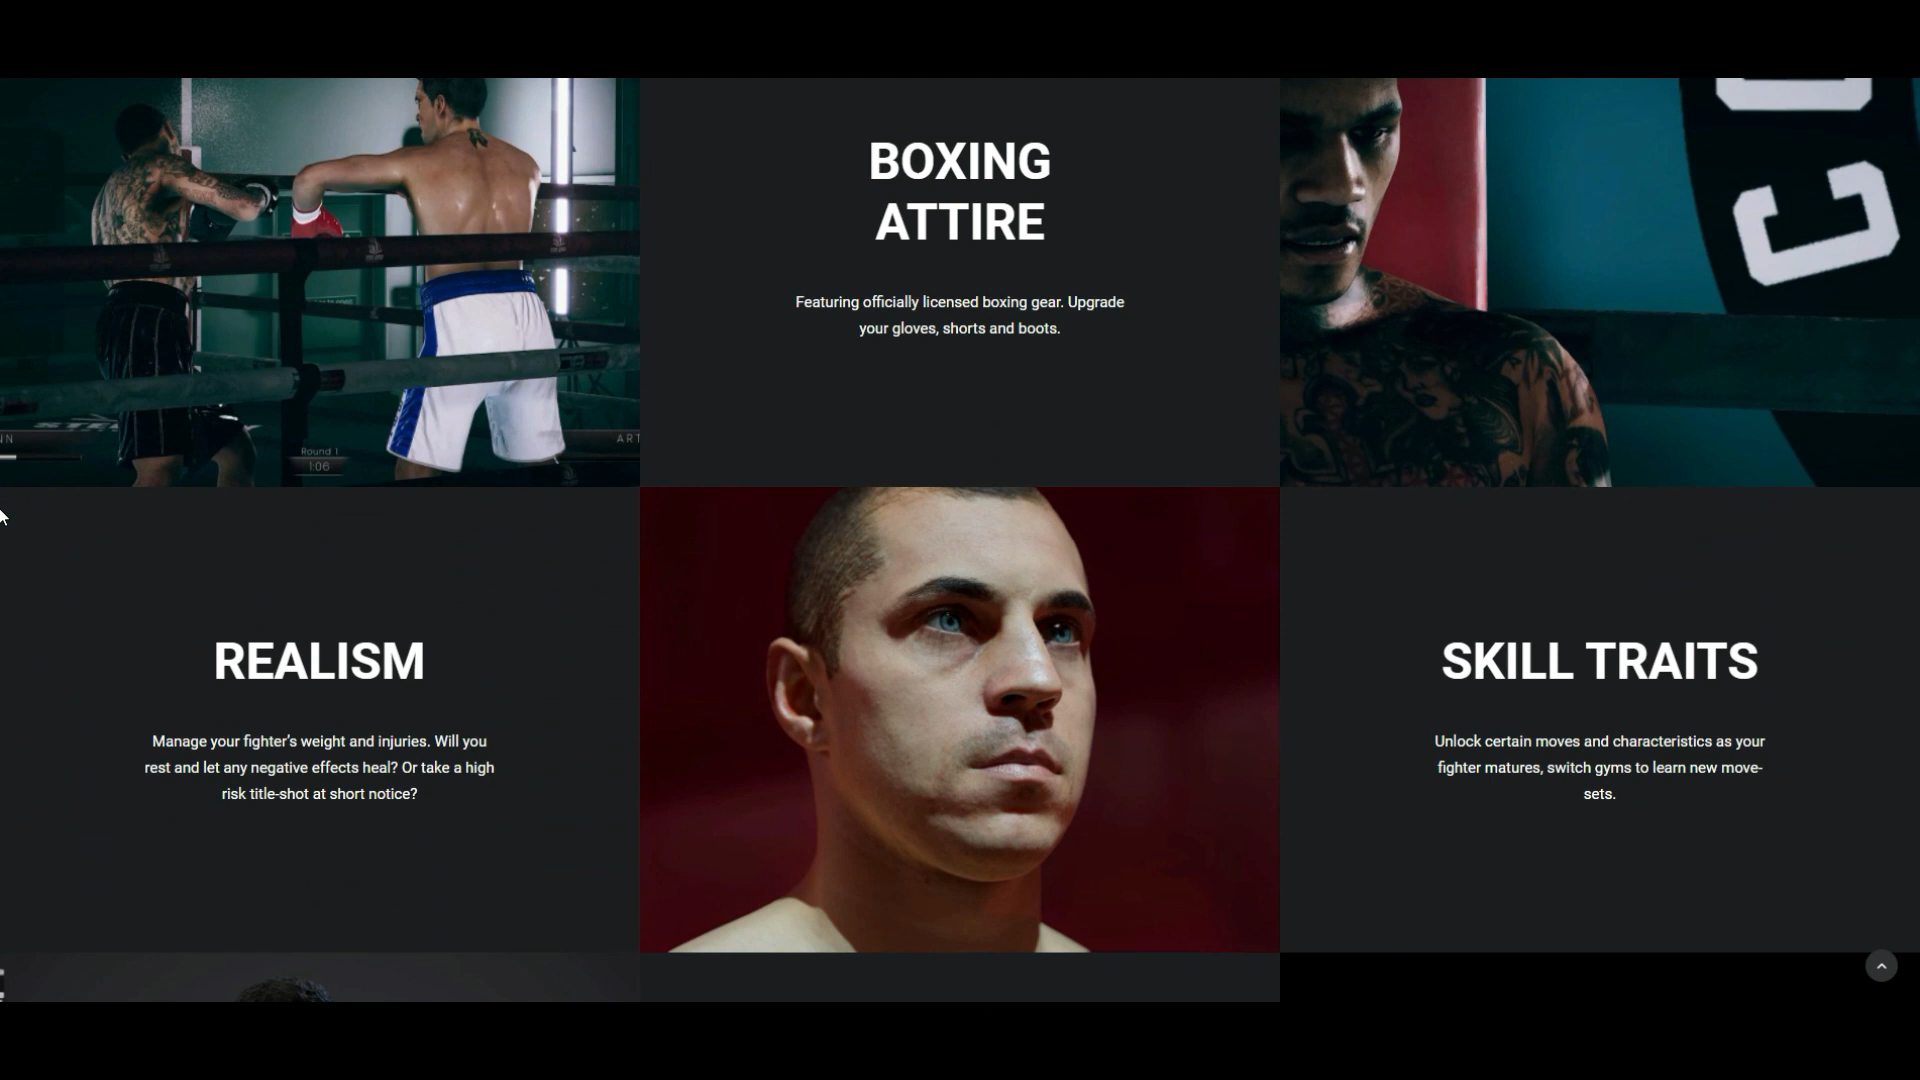 BOXING
ATTIRE
Featuring officially licensed boxing gear. Upgrade
your gloves, shorts and boots.
Round 1
1:06
ART
REALISM
Manage your fighter's weight and injuries. Will you
rest and let any negative effects heal? Or take a high
risk title-shot at short notice?
SKILL TRAITS
Unlock certain moves and characteristics as your
fighter matures, switch gyms to learn new move-
sets.